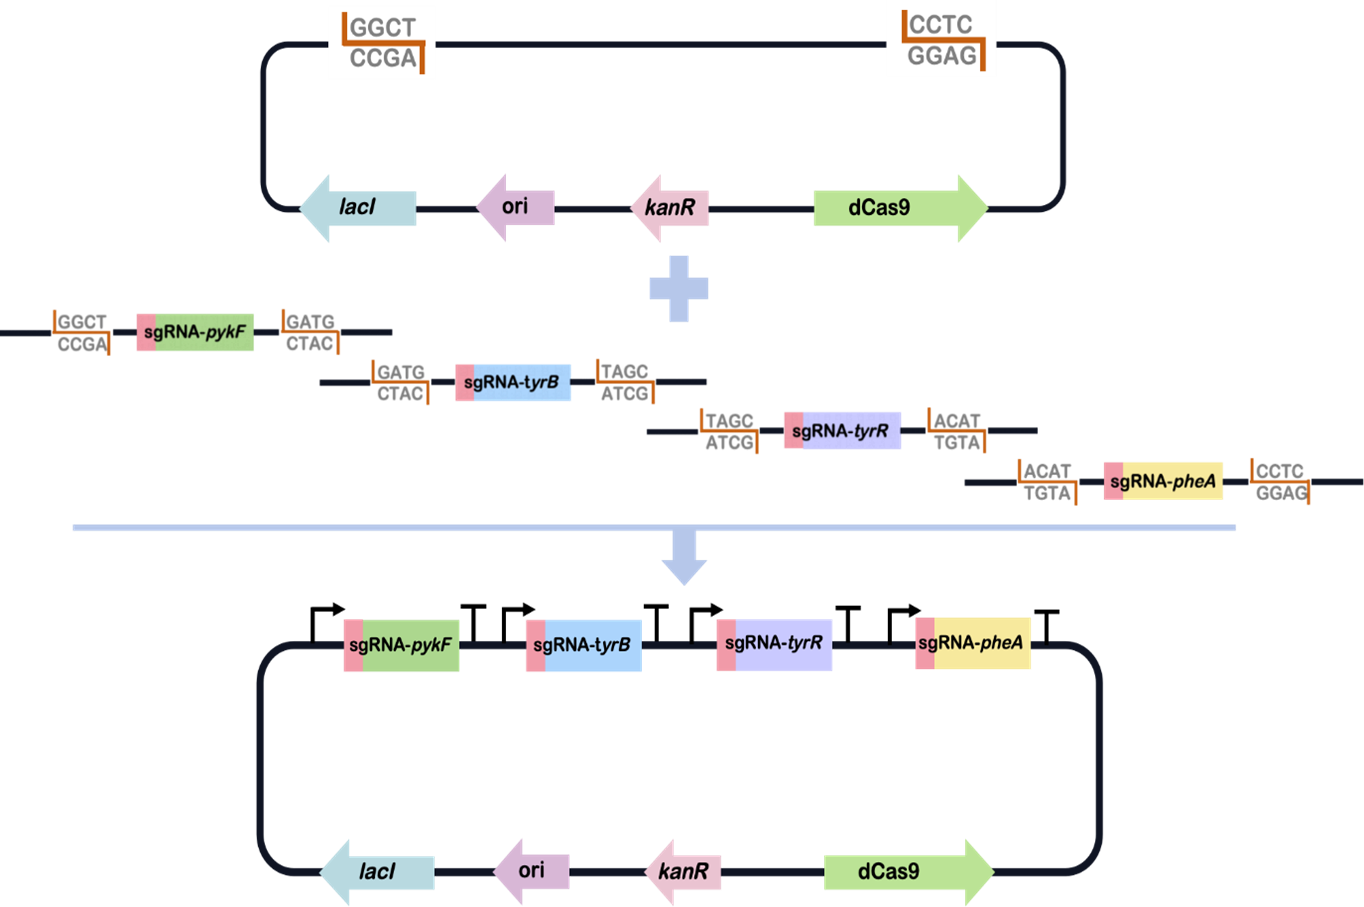 GGCT
CCGA
CCTC
GGAG
lacI
ori
kanR
dCas9
GGCT
CCGA
sgRNA-pykF
GATG
CTAC
GATG
CTAC
sgRNA-tyrB
TAGC
ATCG
TAGC
ATCG
sgRNA-tyrR
ACAT
TGTA
ACAT
TGTA
sgRNA-pheA
CCTC
GGAG
sgRNA-pykF
sgRNA-tyrB
sgRNA-tyrR
sgRNA-pheA
lacI
ori
kanR
dCas9